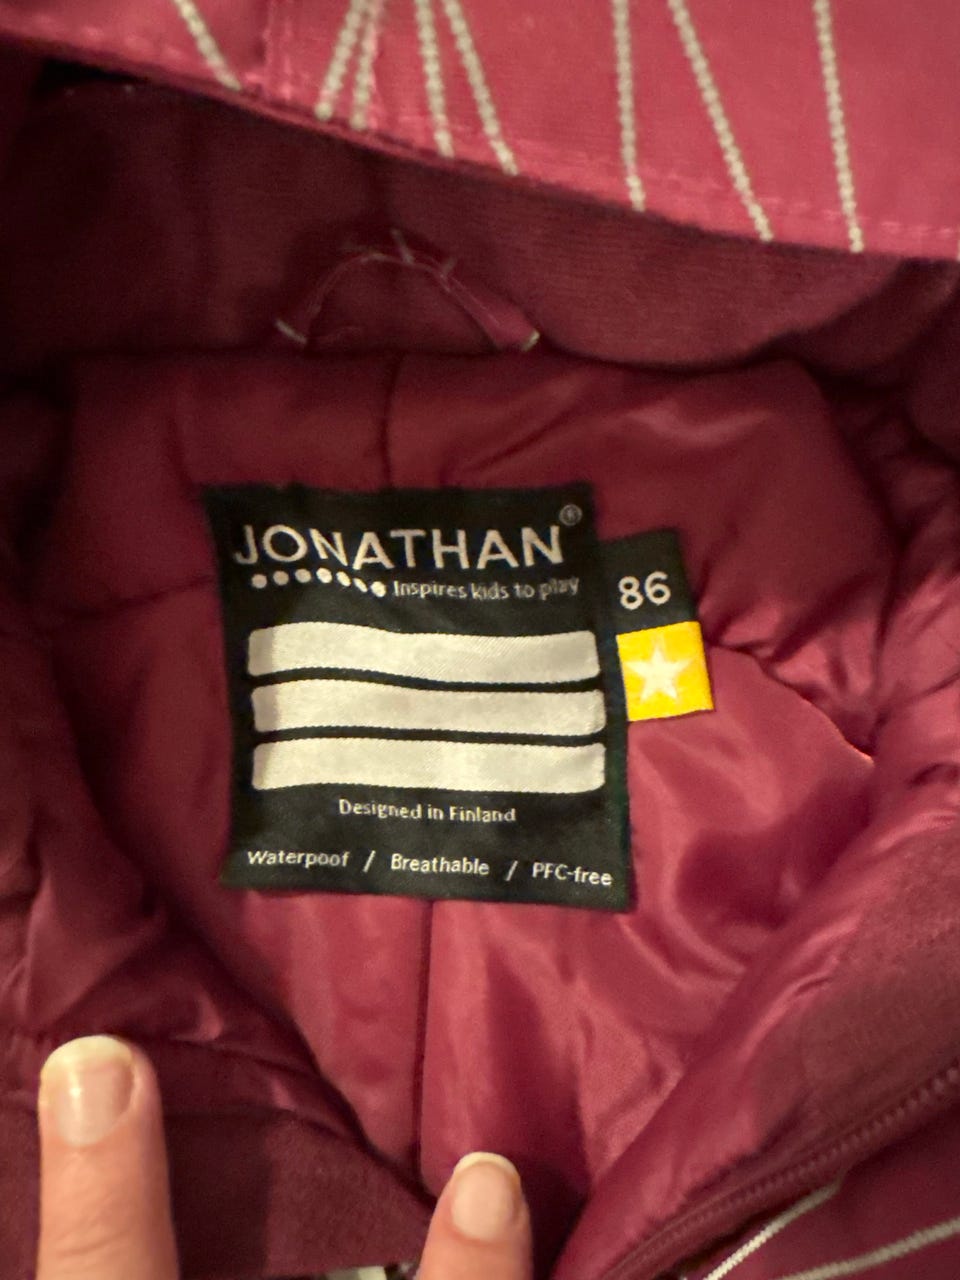 JONATHAN®
Inspires kids to play
86
Designed in Finland
Waterpoof / Breathable / PFC-free